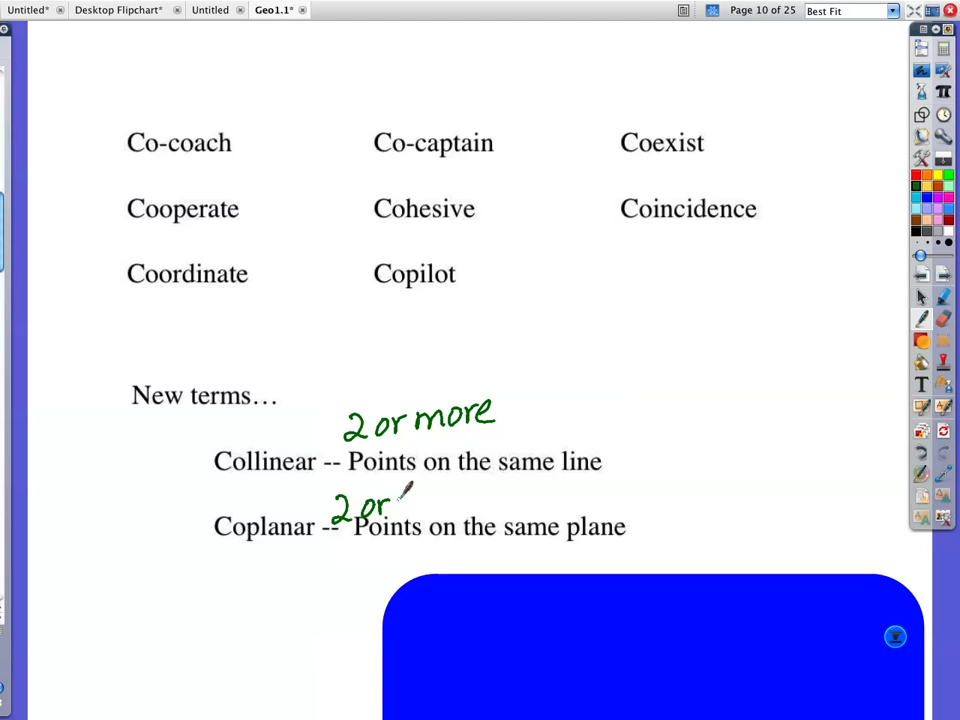 Untitled* Desktop Flipchart* Untitled Geo1.1* Page 10 of 25 Best Fit
Co-coach Co-captain Coexist
Cooperate Cohesive Coincidence
Coordinate Copilot
New terms…
2 or more
Collinear -- Points on the same line
2 or
Coplanar -- Points on the same plane